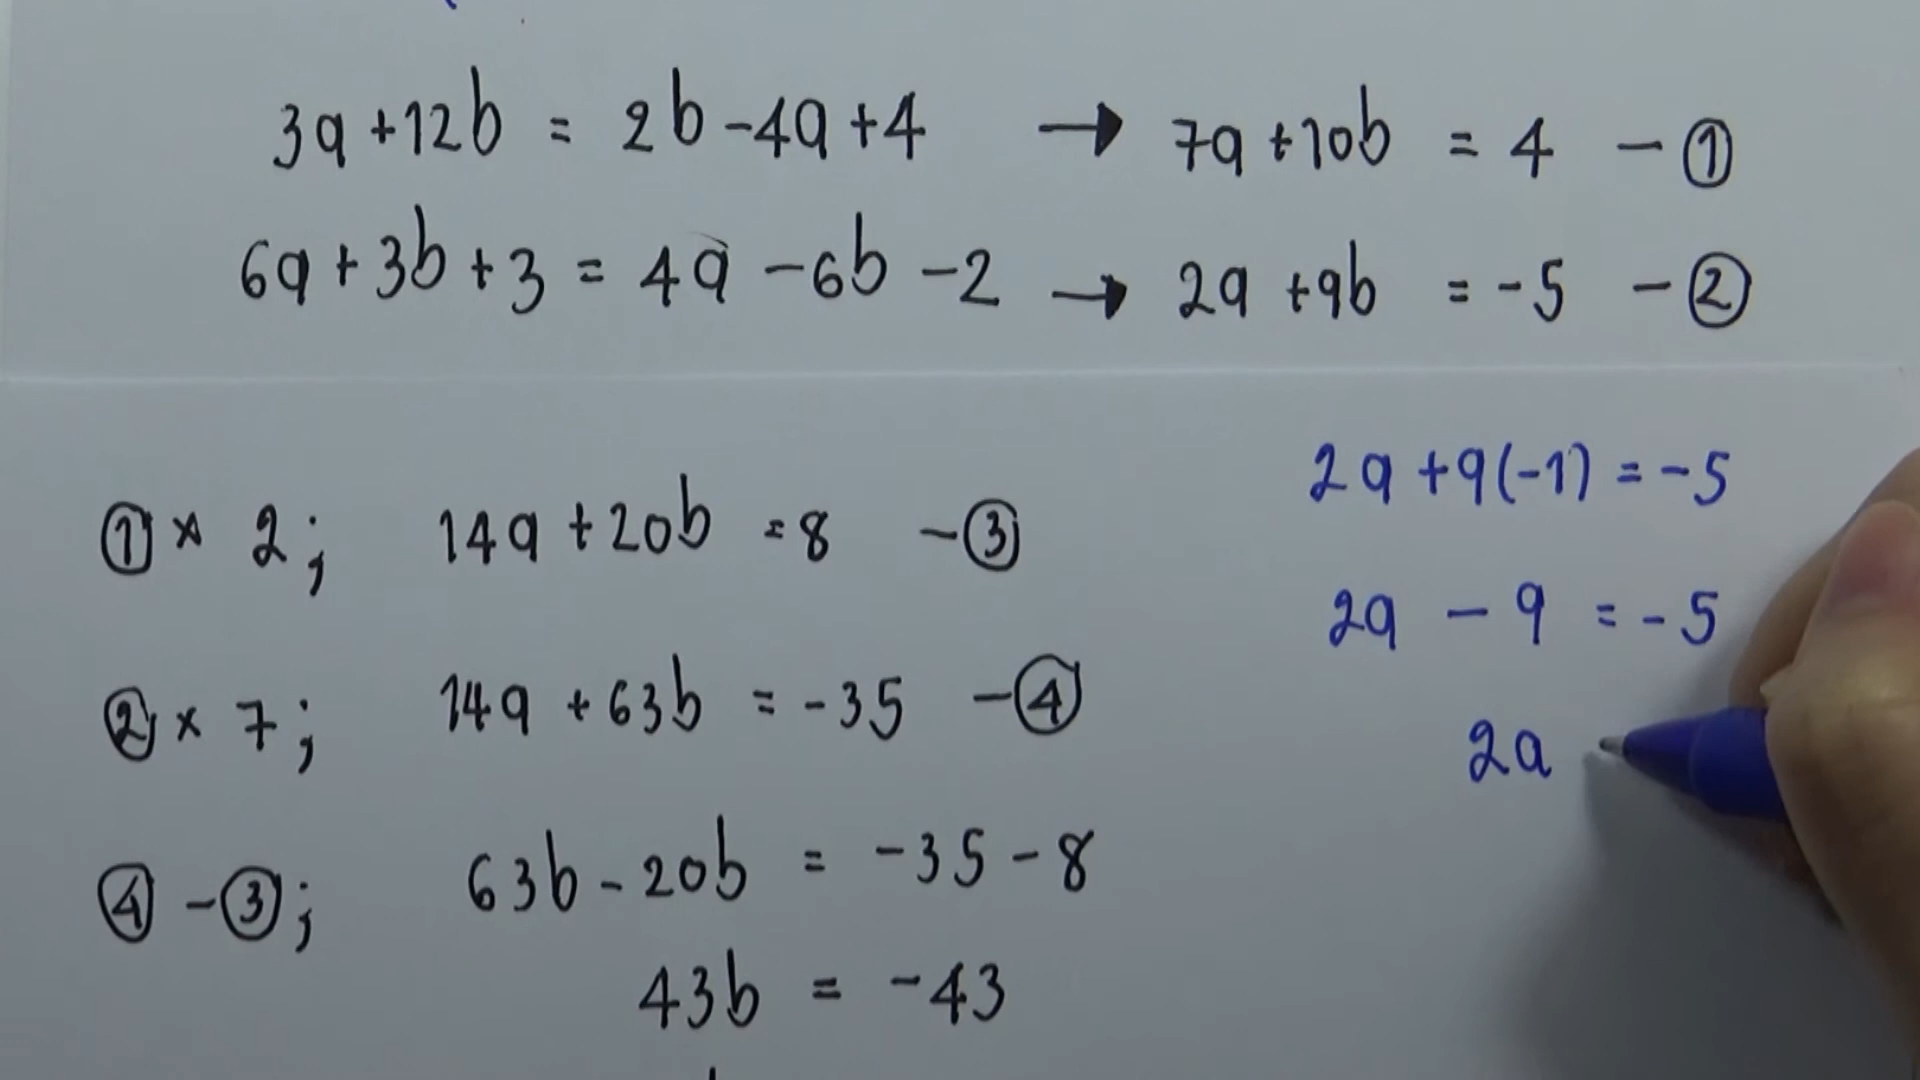 3a + 12b = 2b - 4a + 4 → 7a + 10b = 4 - ①
6a + 3b + 3 = 4a - 6b - 2 → 2a + 9b = -5 - ②
① × 2; 14a + 20b = 8 - ③
② × 7; 14a + 63b = -35 - ④
④ - ③; 63b - 20b = -35 - 8
43b = -43
2a + 9(-1) = -5
2a - 9 = -5
2a